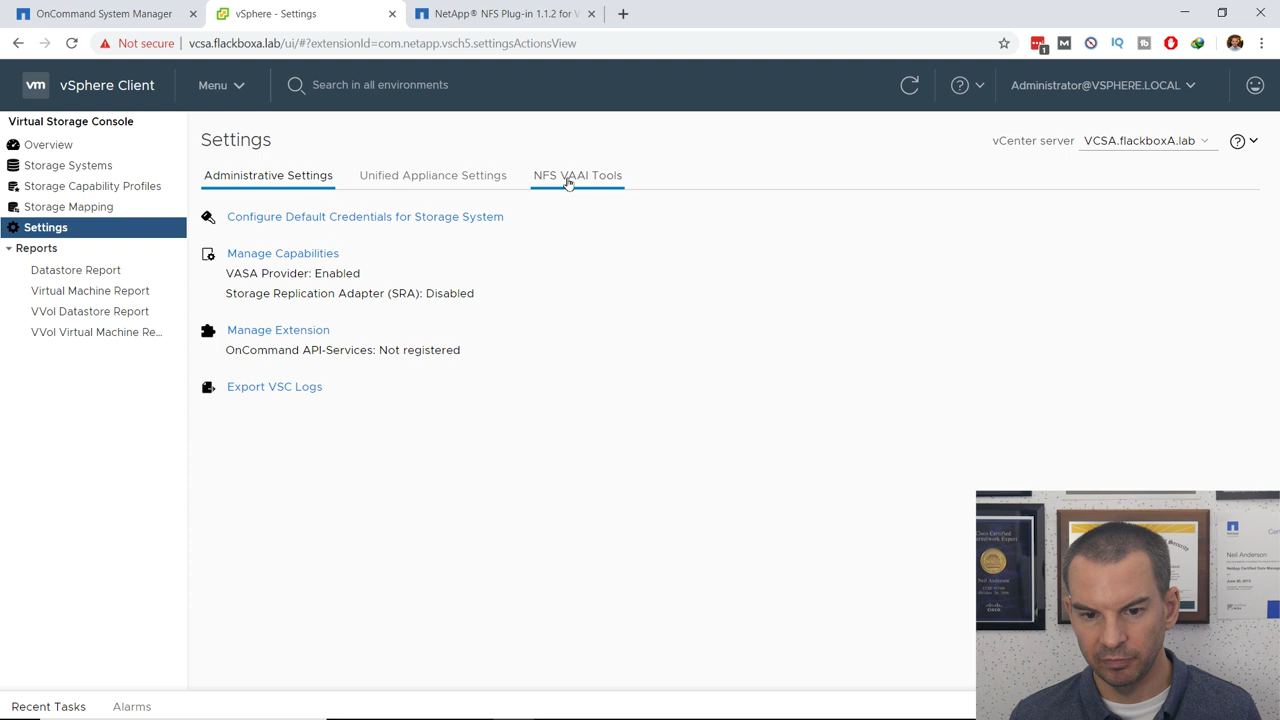 OnCommand System Manager
vSphere - Settings
NetApp® NFS Plug-in 1.1.2 for V
Not secure
vcsa.flackboxa.lab/ui/#?extensionId=com.netapp.vsch5.settingsActionsView
1
vm
vSphere Client
Menu
Search in all environments
Administrator@VSPHERE.LOCAL
Virtual Storage Console
Overview
Storage Systems
Storage Capability Profiles
Storage Mapping
Settings
Reports
Datastore Report
Virtual Machine Report
VVol Datastore Report
VVol Virtual Machine Re...
Settings
vCenter server
VCSA.flackboxA.lab
Administrative Settings
Unified Appliance Settings
NFS VAAI Tools
Configure Default Credentials for Storage System
Manage Capabilities
VASA Provider: Enabled
Storage Replication Adapter (SRA): Disabled
Manage Extension
OnCommand API-Services: Not registered
Export VSC Logs
Neil Anderson
Recent Tasks
Alarms